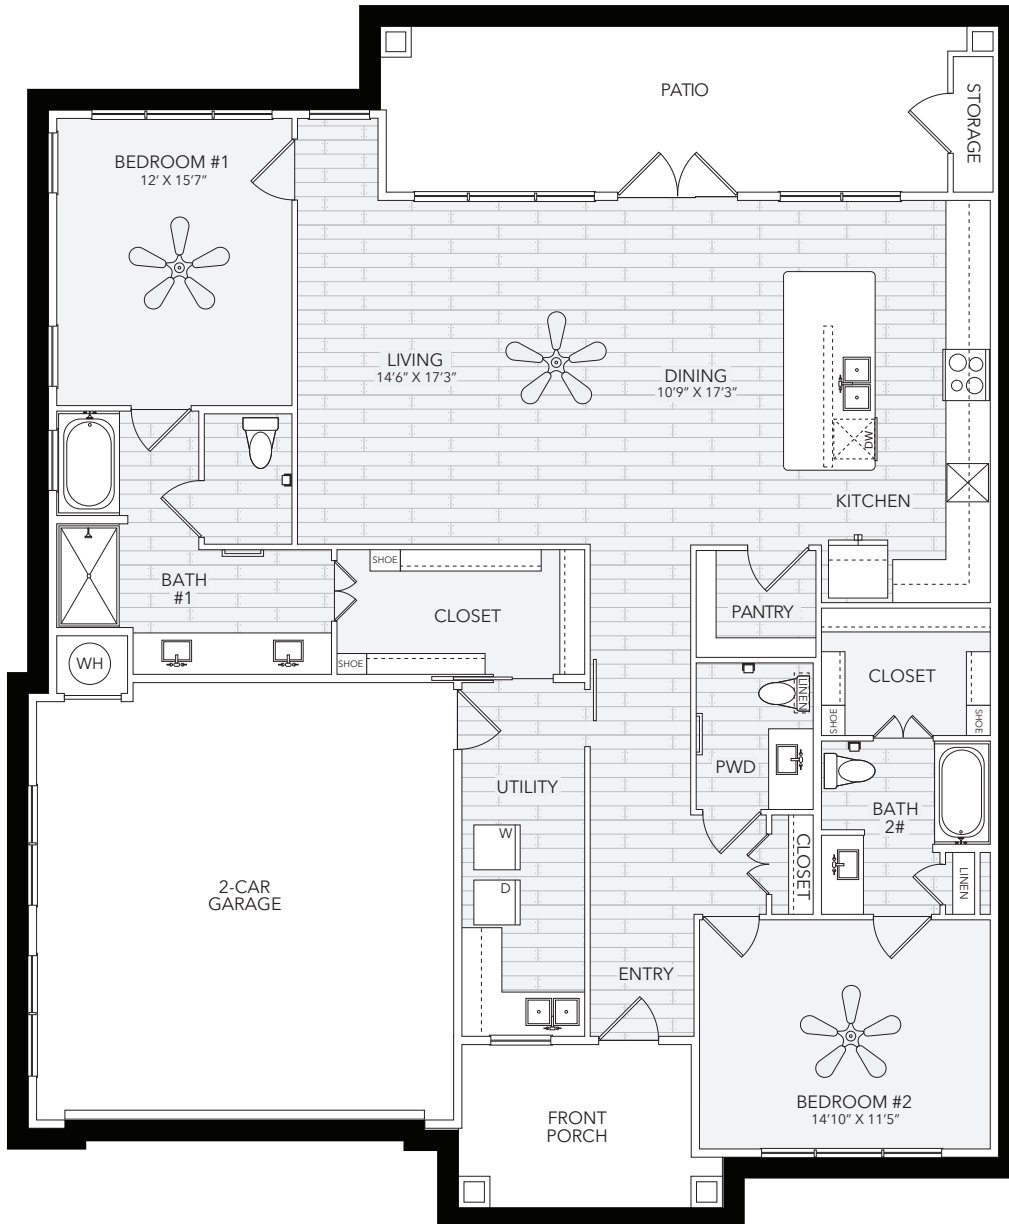 PATIO
STORAGE
BEDROOM #1
12' X 15'7"
LIVING
14'6" X 17'3"
DINING
10'9" X 17'3"
DW
KITCHEN
BATH
#1
SHOE
CLOSET
SHOE
PANTRY
WH
LINEN
CLOSET
SHOE
SHOE
PWD
UTILITY
BATH
2#
W
D
CLOSET
LINEN
2-CAR
GARAGE
ENTRY
BEDROOM #2
14'10" X 11'5"
FRONT
PORCH